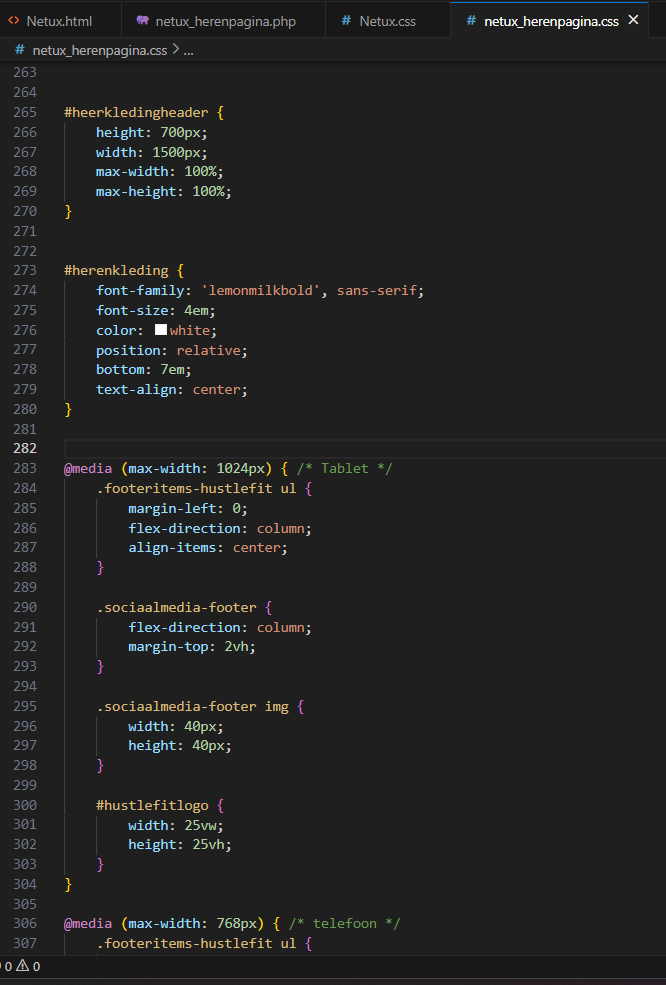 Netux.html netux_herenpagina.php # Netux.css # netux_herenpagina.css ×
# netux_herenpagina.css > ...
263
264
265 #heerkledingheader {
266 height: 700px;
267 width: 1500px;
268 max-width: 100%;
269 max-height: 100%;
270 }
271
272
273 #herenkleding {
274 font-family: 'lemonmilkbold', sans-serif;
275 font-size: 4em;
276 color: white;
277 position: relative;
278 bottom: 7em;
279 text-align: center;
280 }
281
282
283 @media (max-width: 1024px) { /* Tablet */
284 .footeritems-hustlefit ul {
285 margin-left: 0;
286 flex-direction: column;
287 align-items: center;
288 }
289
290 .sociaalmedia-footer {
291 flex-direction: column;
292 margin-top: 2vh;
293 }
294
295 .sociaalmedia-footer img {
296 width: 40px;
297 height: 40px;
298 }
299
300 #hustlefitlogo {
301 width: 25vw;
302 height: 25vh;
303 }
304 }
305
306 @media (max-width: 768px) { /* telefoon */
307 .footeritems-hustlefit ul {
0 0